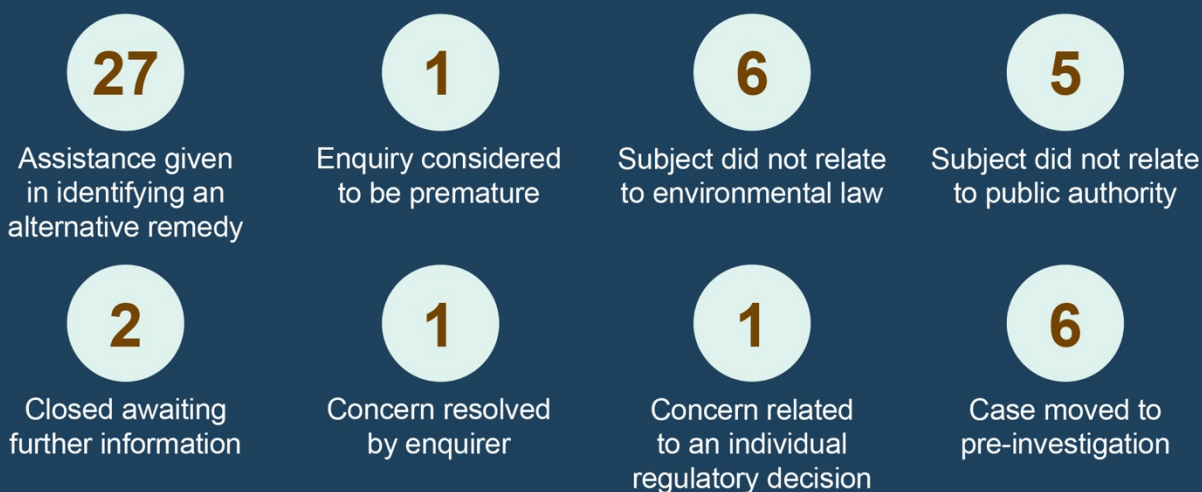 27
Assistance given
in identifying an
alternative remedy
1
Enquiry considered
to be premature
6
Subject did not relate
to environmental law
5
Subject did not relate
to public authority
2
Closed awaiting
further information
1
Concern resolved
by enquirer
1
Concern related
to an individual
regulatory decision
6
Case moved to
pre-investigation